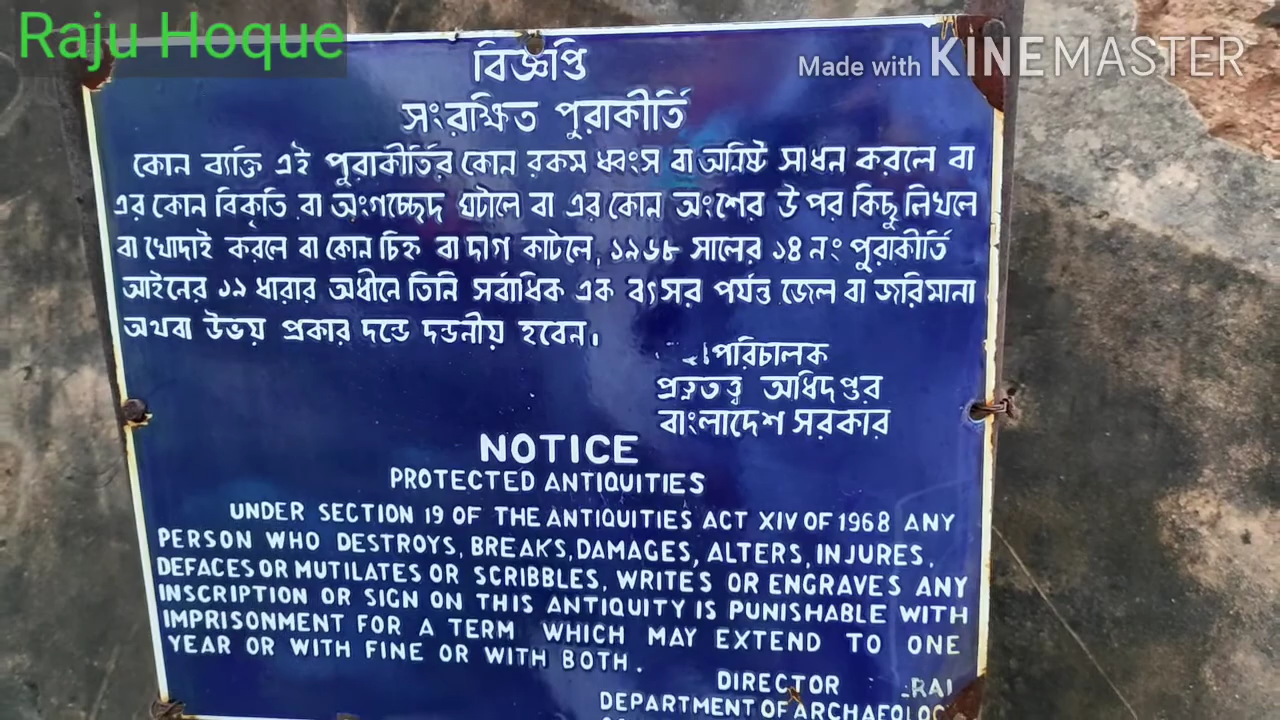 Raju Hoque
Made with KINEMASTER
বিজ্ঞপ্তি
সংরক্ষিত পুরাকীর্তি
কোন ব্যক্তি এই পুরাকীর্তির কোন রকম ধ্বংস বা অনিষ্ট সাধন করলে বা
এর কোন বিকৃতি বা অংগচ্ছেদ ঘটালে বা এর কোন অংশের উপর কিছু লিখলে
বা খোদাই করলে বা কোন চিহ্ন বা দাগ কাটলে, ১৯৬৮ সালের ১৪ নং পুরাকীর্তি
আইনের ১৯ ধারার অধীনে তিনি সর্বাধিক এক বৎসর পর্যন্ত জেল বা জরিমানা
অথবা উভয় প্রকার দন্ডে দন্ডনীয় হবেন।
পরিচালক
প্রত্নতত্ত্ব অধিদপ্তর
বাংলাদেশ সরকার
NOTICE
PROTECTED ANTIQUITIES
UNDER SECTION 19 OF THE ANTIQUITIES ACT XIV OF 1968 ANY
PERSON WHO DESTROYS, BREAKS, DAMAGES, ALTERS, INJURES,
DEFACES OR MUTILATES OR SCRIBBLES, WRITES OR ENGRAVES ANY
INSCRIPTION OR SIGN ON THIS ANTIQUITY IS PUNISHABLE WITH
IMPRISONMENT FOR A TERM WHICH MAY EXTEND TO ONE
YEAR OR WITH FINE OR WITH BOTH.
DIRECTOR
DEPARTMENT OF ARCHAEOLOG